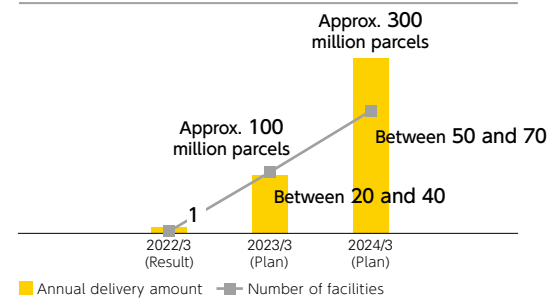 Approx. 300
million parcels
Approx. 100
million parcels
Between 50 and 70
Between 20 and 40
1
2022/3
(Result)
2023/3
(Plan)
2024/3
(Plan)
Annual delivery amount
Number of facilities